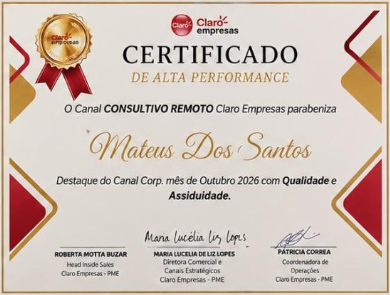 Claro
empresas
Claro
Claro
empresas
CERTIFICADO
DE ALTA PERFORMANCE
O Canal CONSULTIVO REMOTO Claro Empresas parabeniza
Mateus Dos Santos
Destaque do Canal Corp. mês de Outubro 2026 com Qualidade e
Assiduidade.
Maria Lucélia Liz Lopes
ROBERTA MOTTA BUZAR
Head Inside Sales
Claro Empresas - PME
MARIA LUCELIA DE LIZ LOPES
Diretora Comercial e
Canais Estratégicos
Claro Empresas - PME
PATRICIA CORREA
Coordenadora de
Operações
Claro Empresas - PME